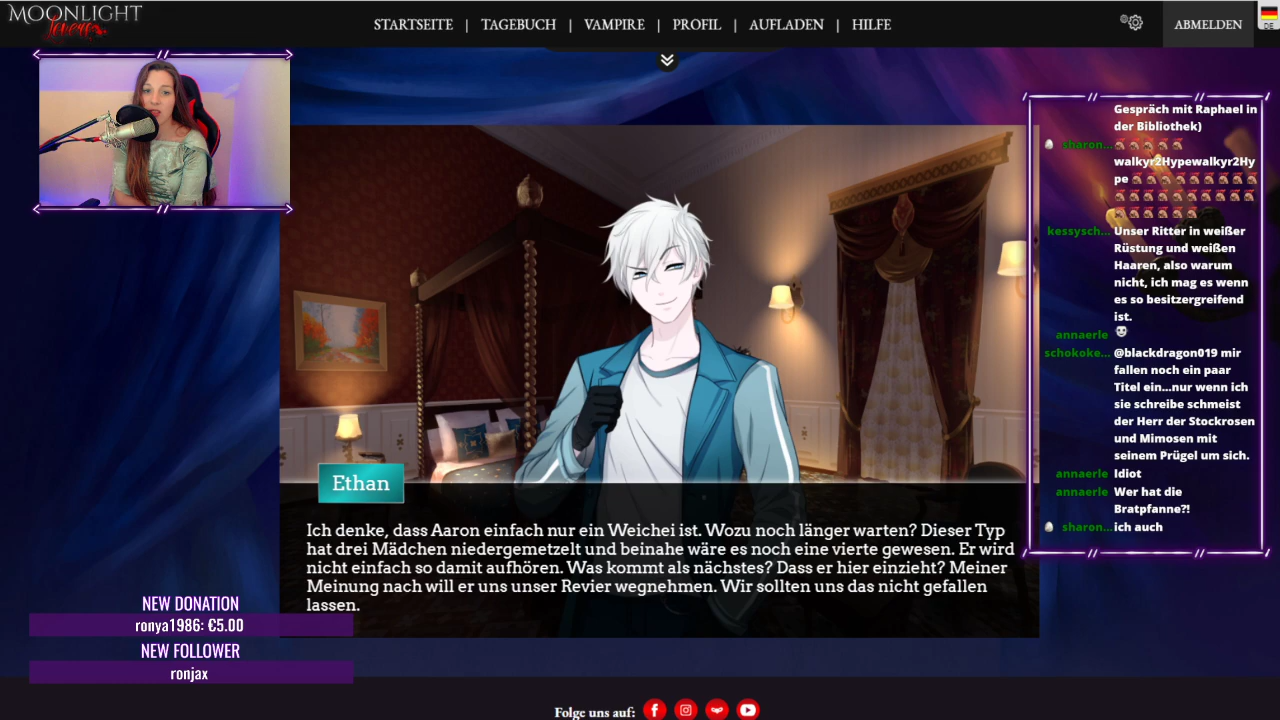 MOONLIGHT
Lovers
STARTSEITE | TAGEBUCH | VAMPIRE | PROFIL | AUFLADEN | HILFE
ABMELDEN
DE
Gespräch mit Raphael in
der Bibliothek)
sharon...
walkyr2Hypewalkyr2Hy
pe
kessysch... Unser Ritter in weißer
Rüstung und weißen
Haaren, also warum
nicht, ich mag es wenn
es so besitzergreifend
ist.
annaerle
schokoke... @blackdragon019 mir
fallen noch ein paar
Titel ein...nur wenn ich
sie schreibe schmeist
der Herr der Stockrosen
und Mimosen mit
seinem Prügel um sich.
annaerle Idiot
annaerle Wer hat die
Bratpfanne?!
sharon... ich auch
Ethan
Ich denke, dass Aaron einfach nur ein Weichei ist. Wozu noch länger warten? Dieser Typ
hat drei Mädchen niedergemetzelt und beinahe wäre es noch eine vierte gewesen. Er wird
nicht einfach so damit aufhören. Was kommt als nächstes? Dass er hier einzieht? Meiner
Meinung nach will er uns unser Revier wegnehmen. Wir sollten uns das nicht gefallen
lassen.
NEW DONATION
ronya1986: €5.00
NEW FOLLOWER
ronjax
Folge uns auf: